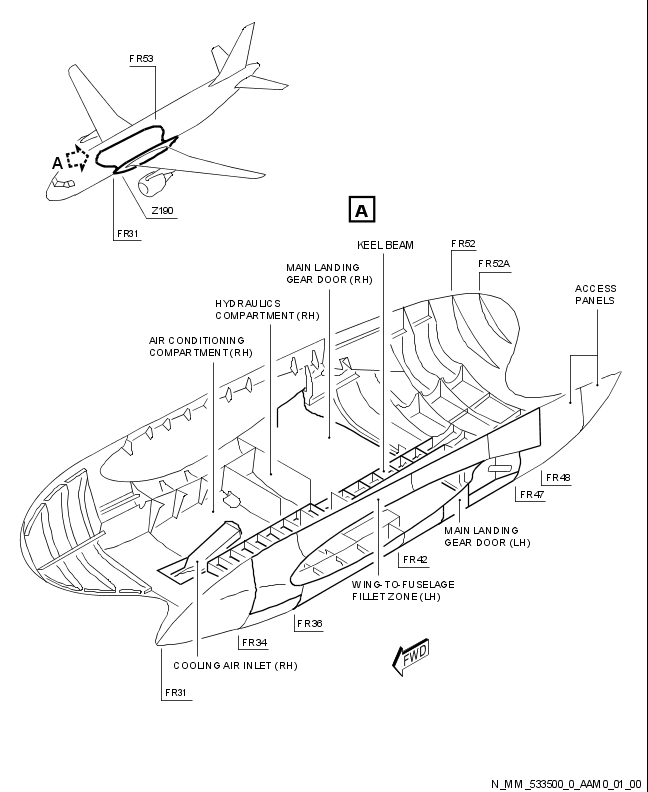 FR53
A
Z190
FR31
A
KEEL BEAM
FR52
FR52A
MAIN LANDING
GEAR DOOR (RH)
ACCESS
PANELS
HYDRAULICS
COMPARTMENT (RH)
AIR CONDITIONING
COMPARTMENT (RH)
FR48
FR47
MAIN LANDING
GEAR DOOR (LH)
FR42
WING-TO-FUSELAGE
FILLET ZONE (LH)
FR36
FR34
FWD
COOLING AIR INLET (RH)
FR31
N_MM_533500_0_AAM0_01_00